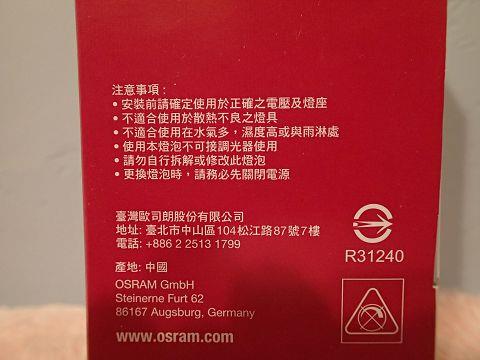 注意事項：
• 安裝前請確定使用於正確之電壓及燈座
• 不適合使用於散熱不良之燈具
• 不適合使用在水氣多，濕度高或與雨淋處
• 使用本燈泡不可接調光器使用
• 請勿自行拆解或修改此燈泡
• 更換燈泡時，請務必先關閉電源
臺灣歐司朗股份有限公司
地址: 臺北市中山區104松江路87號7樓
電話: +886 2 2513 1799
R31240
產地: 中國
OSRAM GmbH
Steinerne Furt 62
86167 Augsburg, Germany
www.osram.com